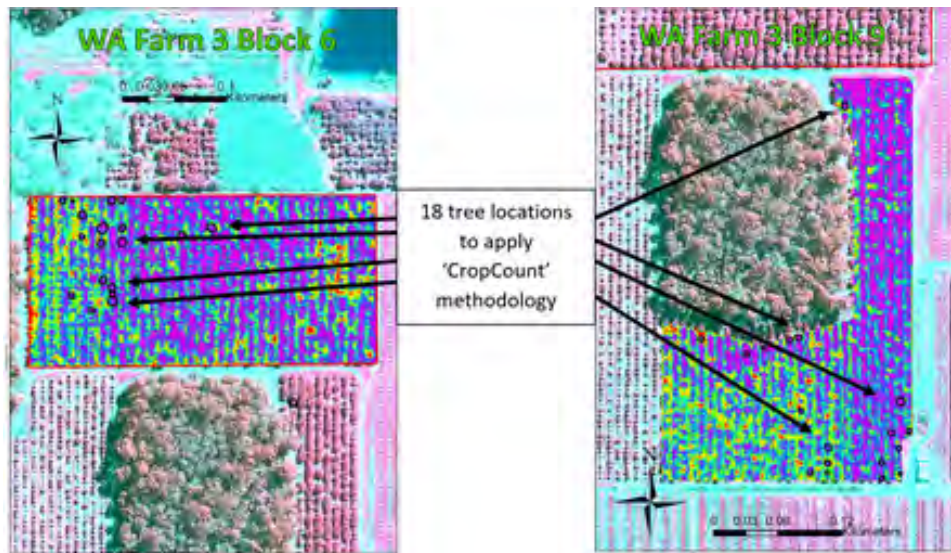 WA Farm 3 Block 6
N
Kilometers
18 tree locations
to apply
‘CropCount’
methodology
WA Farm 3 Block 9
N
Kilometers